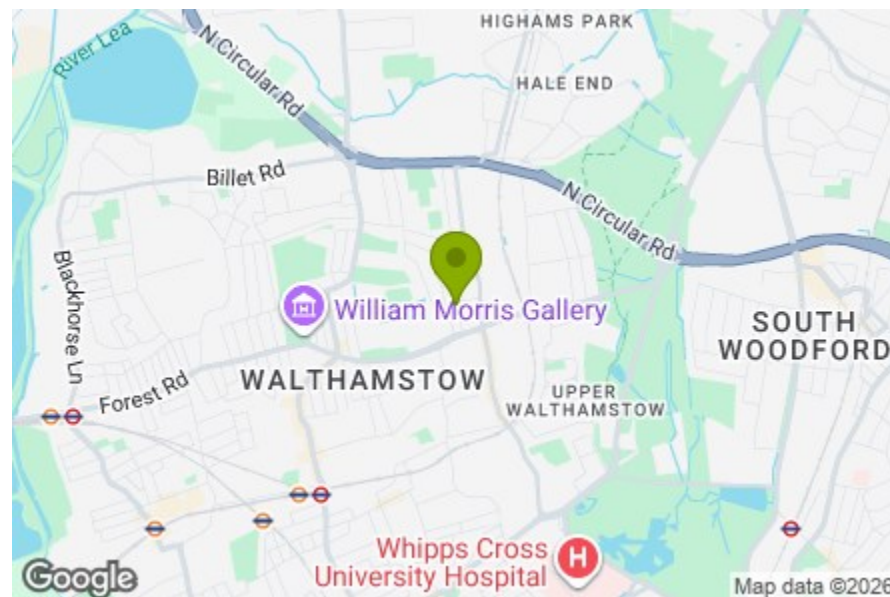 HIGHAMS PARK
River Lea
N Circular Rd
HALE END
Billet Rd
N Circular Rd
Blackhorse Ln
William Morris Gallery
SOUTH
WOODFORD
WALTHAMSTOW
Forest Rd
UPPER
WALTHAMSTOW
Whipps Cross
University Hospital
H
Google
Map data ©2026